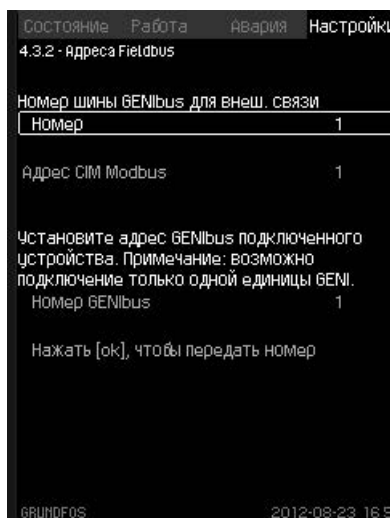 Состояние Работа Авария Настройки
4.3.2 - Адреса Fieldbus
Номер шины GENIbus для внеш. связи
Номер 1
Адрес CIM Modbus 1
Установите адрес GENIbus подключенного
устройства. Примечание: возможно
подключение только одной единицы GENI.
Номер GENIbus 1
Нажать [ok], чтобы передать номер
GRUNDFOS 2012-08-23